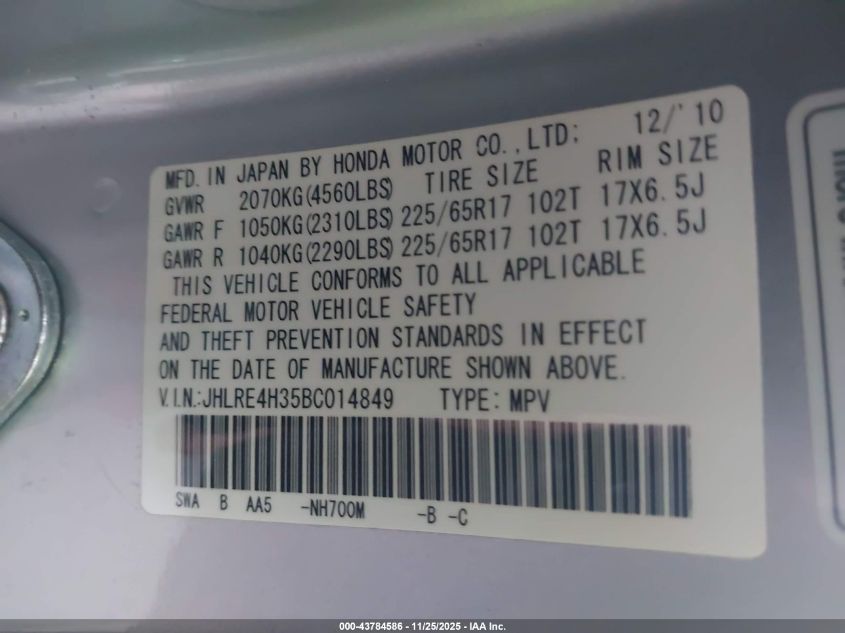 MFD. IN JAPAN BY HONDA MOTOR CO.,LTD; 12/'10
GVWR 2070KG(4560LBS) TIRE SIZE RIM SIZE
GAWR F 1050KG(2310LBS) 225/65R17 102T 17X6.5J
GAWR R 1040KG(2290LBS) 225/65R17 102T 17X6.5J
THIS VEHICLE CONFORMS TO ALL APPLICABLE
FEDERAL MOTOR VEHICLE SAFETY
AND THEFT PREVENTION STANDARDS IN EFFECT
ON THE DATE OF MANUFACTURE SHOWN ABOVE.
V.I.N.:JHLRE4H35BC014849 TYPE: MPV
SWA B AA5 -NH700M -B -C
000-43784586 - 11/25/2025 - IAA Inc.